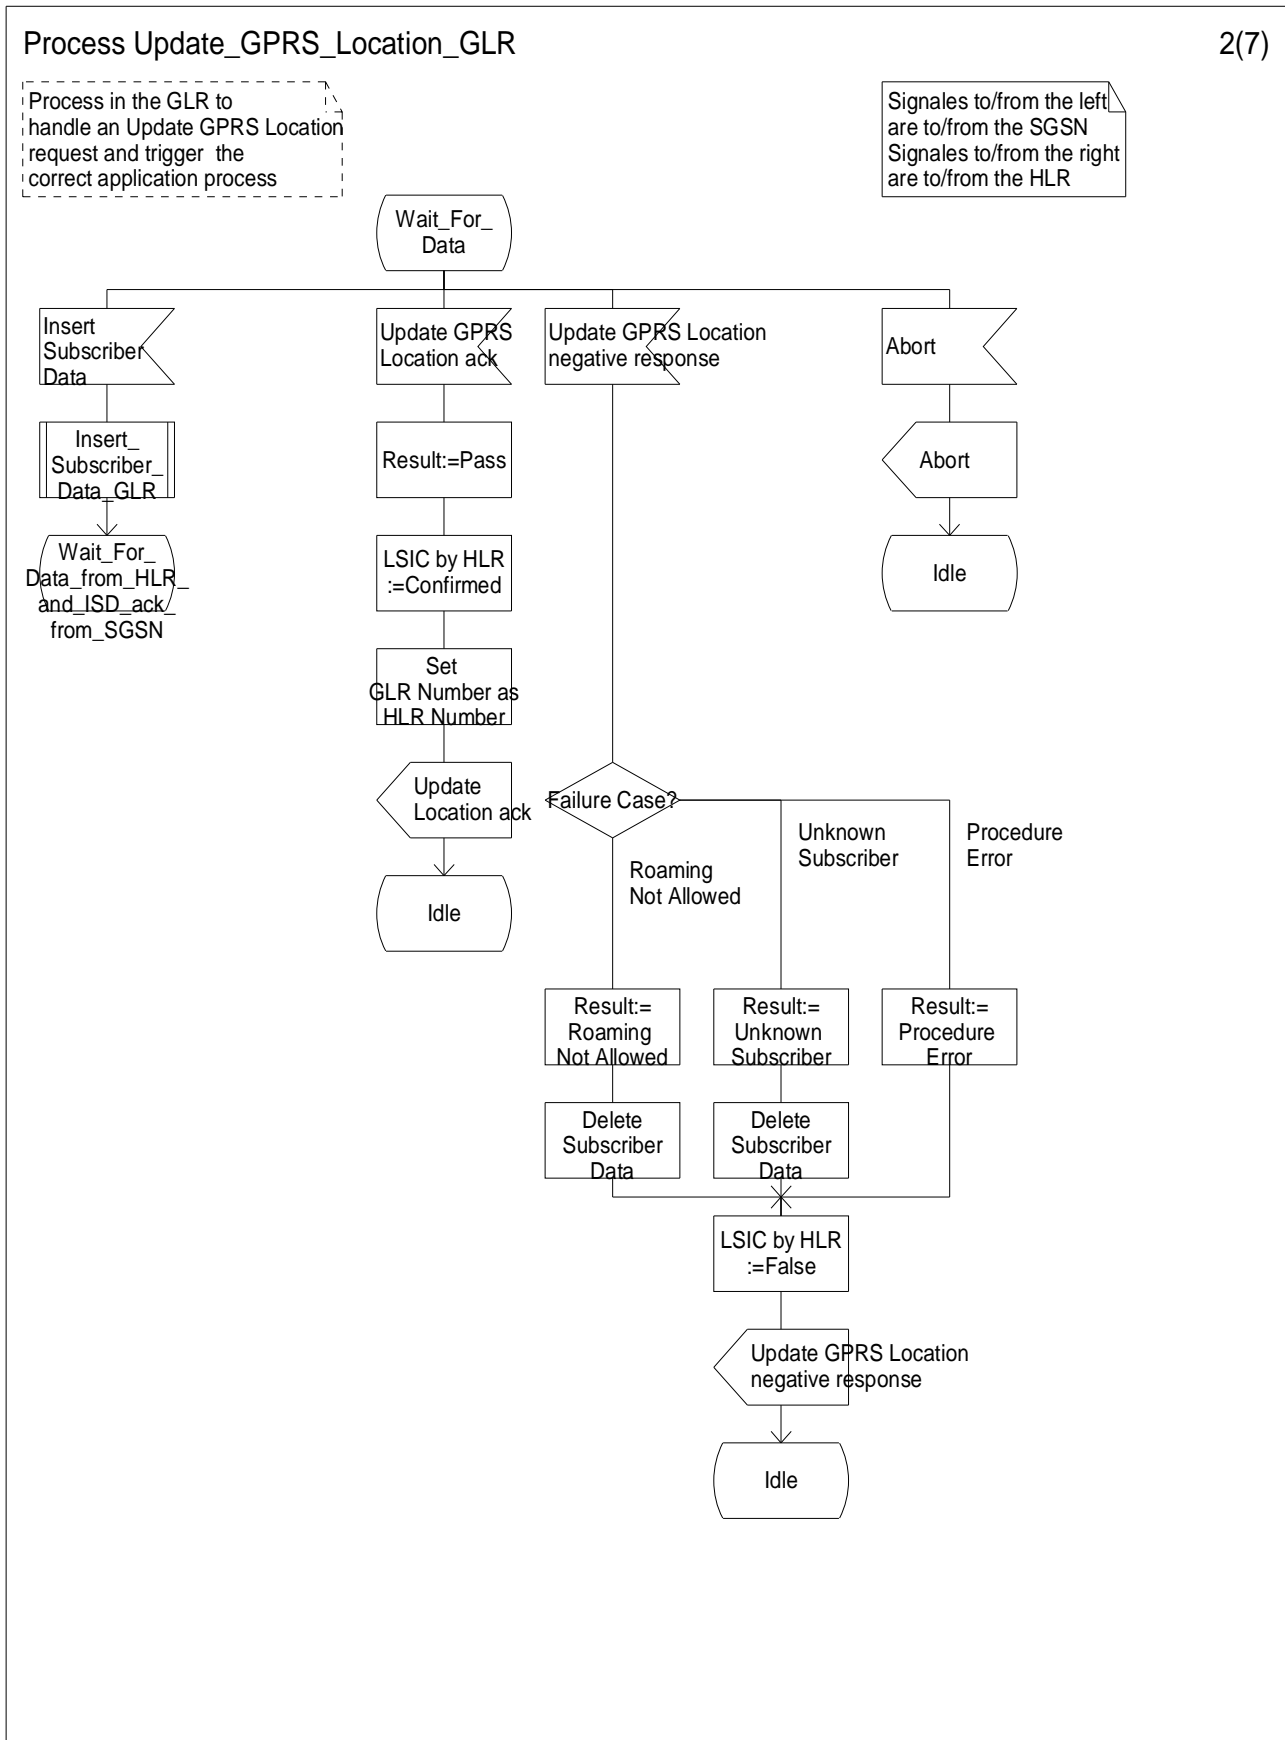 Process Update_GPRS_Location_GLR
2(7)
Process in the GLR to
handle an Update GPRS Location
request and trigger the
correct application process
Signales to/from the left
are to/from the SGSN
Signales to/from the right
are to/from the HLR
Wait_For_
Data
Insert
Subscriber
Data
Update GPRS
Location ack
Update GPRS Location
negative response
Abort
Insert_
Subscriber_
Data_GLR
Result:=Pass
Abort
Wait_For_
Data_from_HLR_
and_ISD_ack_
from_SGSN
LSIC by HLR
:=Confirmed
Idle
Set
GLR Number as
HLR Number
Update
Location ack
Failure Case?
Unknown
Subscriber
Procedure
Error
Roaming
Not Allowed
Idle
Result:=
Roaming
Not Allowed
Result:=
Unknown
Subscriber
Result:=
Procedure
Error
Delete
Subscriber
Data
Delete
Subscriber
Data
LSIC by HLR
:=False
Update GPRS Location
negative response
Idle